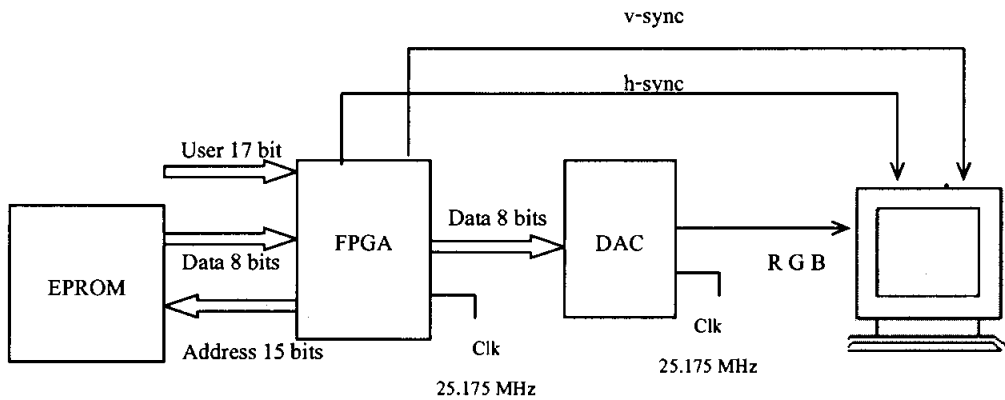 v-sync
h-sync
User 17 bit
Data 8 bits
FPGA
DAC
Data 8 bits
EPROM
R G B
Address 15 bits
Clk
25.175 MHz
Clk
25.175 MHz